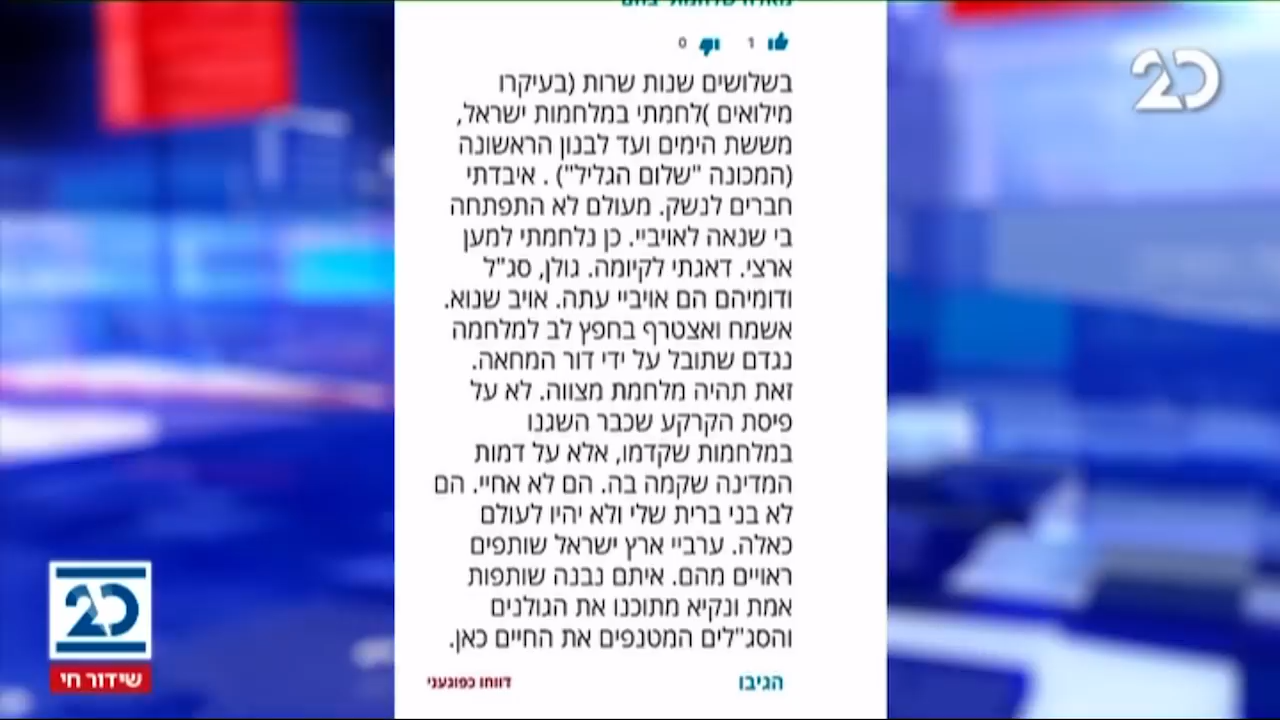 1 0
20
בשלושים שנות שרות (בעיקרו
מילואים )לחמתי במלחמות ישראל,
מששת הימים ועד לבנון הראשונה
(המכונה "שלום הגליל") . איבדתי
חברים לנשק. מעולם לא התפתחה
בי שנאה לאויביי. כן נלחמתי למען
ארצי. דאגתי לקיומה. גולן, סג"ל
ודומיהם הם אויביי עתה. אויב שנוא.
אשמח ואצטרף בחפץ לב למלחמה
נגדם שתובל על ידי דור המחאה.
זאת תהיה מלחמת מצווה. לא על
פיסת הקרקע שכבר השגנו
במלחמות שקדמו, אלא על דמות
המדינה שקמה בה. הם לא אחיי. הם
לא בני ברית שלי ולא יהיו לעולם
כאלה. ערביי ארץ ישראל שותפים
ראויים מהם. איתם נבנה שותפות
אמת ונקיא מתוכנו את הגולנים
והסג"לים המטנפים את החיים כאן.
הגיבו
דווחו כפוגעני
20
שידור חי